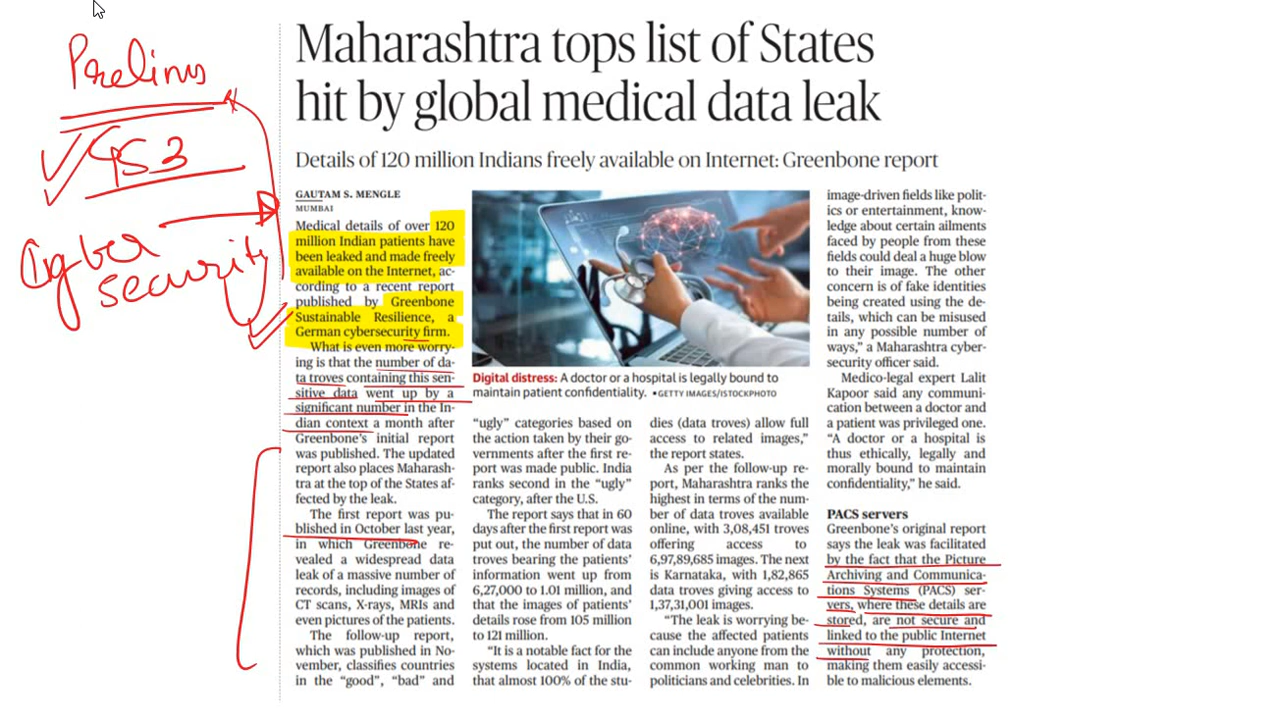 Prelims
GS3
Cyber
security
Maharashtra tops list of States
hit by global medical data leak
Details of 120 million Indians freely available on Internet: Greenbone report
GAUTAM S. MENGLE
MUMBAI
Medical details of over 120
million Indian patients have
been leaked and made freely
available on the Internet, ac-
cording to a recent report
published by Greenbone
Sustainable Resilience, a
German cybersecurity firm.
What is even more worry-
ing is that the number of da-
ta troves containing this sen-
sitive data went up by a
significant number in the In-
dian context a month after
Greenbone's initial report
was published. The updated
report also places Maharash-
tra at the top of the States af-
fected by the leak.
The first report was pu-
blished in October last year,
in which Greenbone re-
vealed a widespread data
leak of a massive number of
records, including images of
CT scans, X-rays, MRIs and
even pictures of the patients.
The follow-up report,
which was published in No-
vember, classifies countries
in the "good", "bad" and
Digital distress: A doctor or a hospital is legally bound to
maintain patient confidentiality. •GETTY IMAGES/ISTOCKPHOTO
"ugly" categories based on
the action taken by their go-
vernments after the first re-
port was made public. India
ranks second in the "ugly"
category, after the U.S.
The report says that in 60
days after the first report was
put out, the number of data
troves bearing the patients'
information went up from
6,27,000 to 1.01 million, and
that the images of patients'
details rose from 105 million
to 121 million.
"It is a notable fact for the
systems located in India,
that almost 100% of the stu-
dies (data troves) allow full
access to related images,"
the report states.
As per the follow-up re-
port, Maharashtra ranks the
highest in terms of the num-
ber of data troves available
online, with 3,08,451 troves
offering access to
6,97,89,685 images. The next
is Karnataka, with 1,82,865
data troves giving access to
1,37,31,001 images.
"The leak is worrying be-
cause the affected patients
can include anyone from the
common working man to
politicians and celebrities. In
image-driven fields like polit-
ics or entertainment, know-
ledge about certain ailments
faced by people from these
fields could deal a huge blow
to their image. The other
concern is of fake identities
being created using the de-
tails, which can be misused
in any possible number of
ways," a Maharashtra cyber-
security officer said.
Medico-legal expert Lalit
Kapoor said any communi-
cation between a doctor and
a patient was privileged one.
"A doctor or a hospital is
thus ethically, legally and
morally bound to maintain
confidentiality," he said.
PACS servers
Greenbone's original report
says the leak was facilitated
by the fact that the Picture
Archiving and Communica-
tions Systems (PACS) ser-
vers, where these details are
stored, are not secure and
linked to the public Internet
without any protection,
making them easily accessi-
ble to malicious elements.